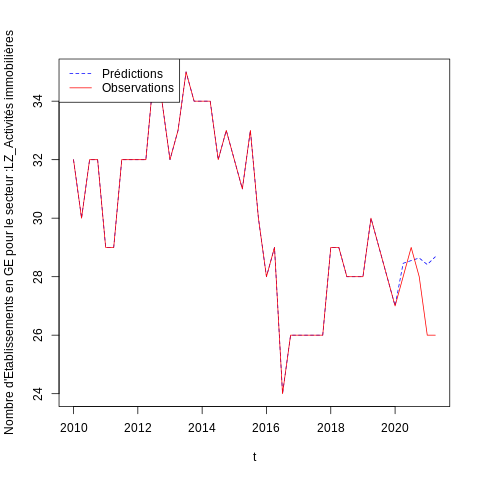 Nombre d'Etablissements en GE pour le secteur :LZ_Activités immobilières
Prédictions
Observations
34
32
30
28
26
24
2010 2012 2014 2016 2018 2020
t